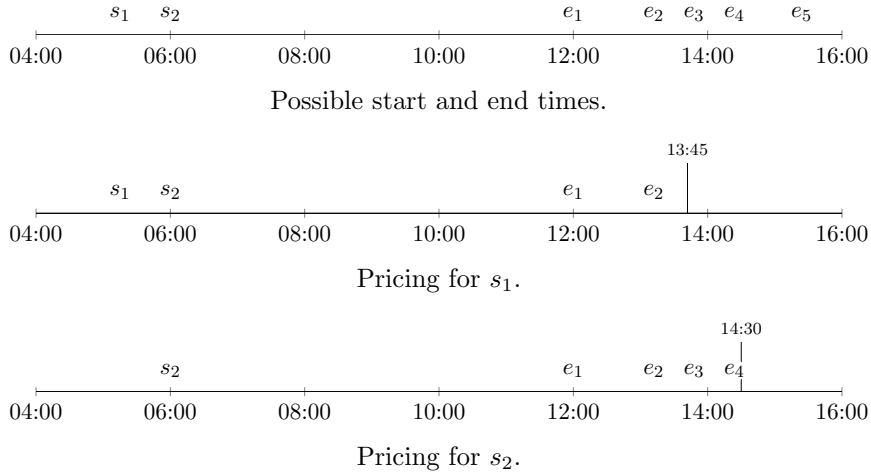 s₁ s₂ e₁ e₂ e₃ e₄ e₅
04:00 06:00 08:00 10:00 12:00 14:00 16:00
Possible start and end times.
13:45
s₁ s₂ e₁ e₂
04:00 06:00 08:00 10:00 12:00 14:00 16:00
Pricing for s₁.
14:30
s₂ e₁ e₂ e₃ e₄
04:00 06:00 08:00 10:00 12:00 14:00 16:00
Pricing for s₂.